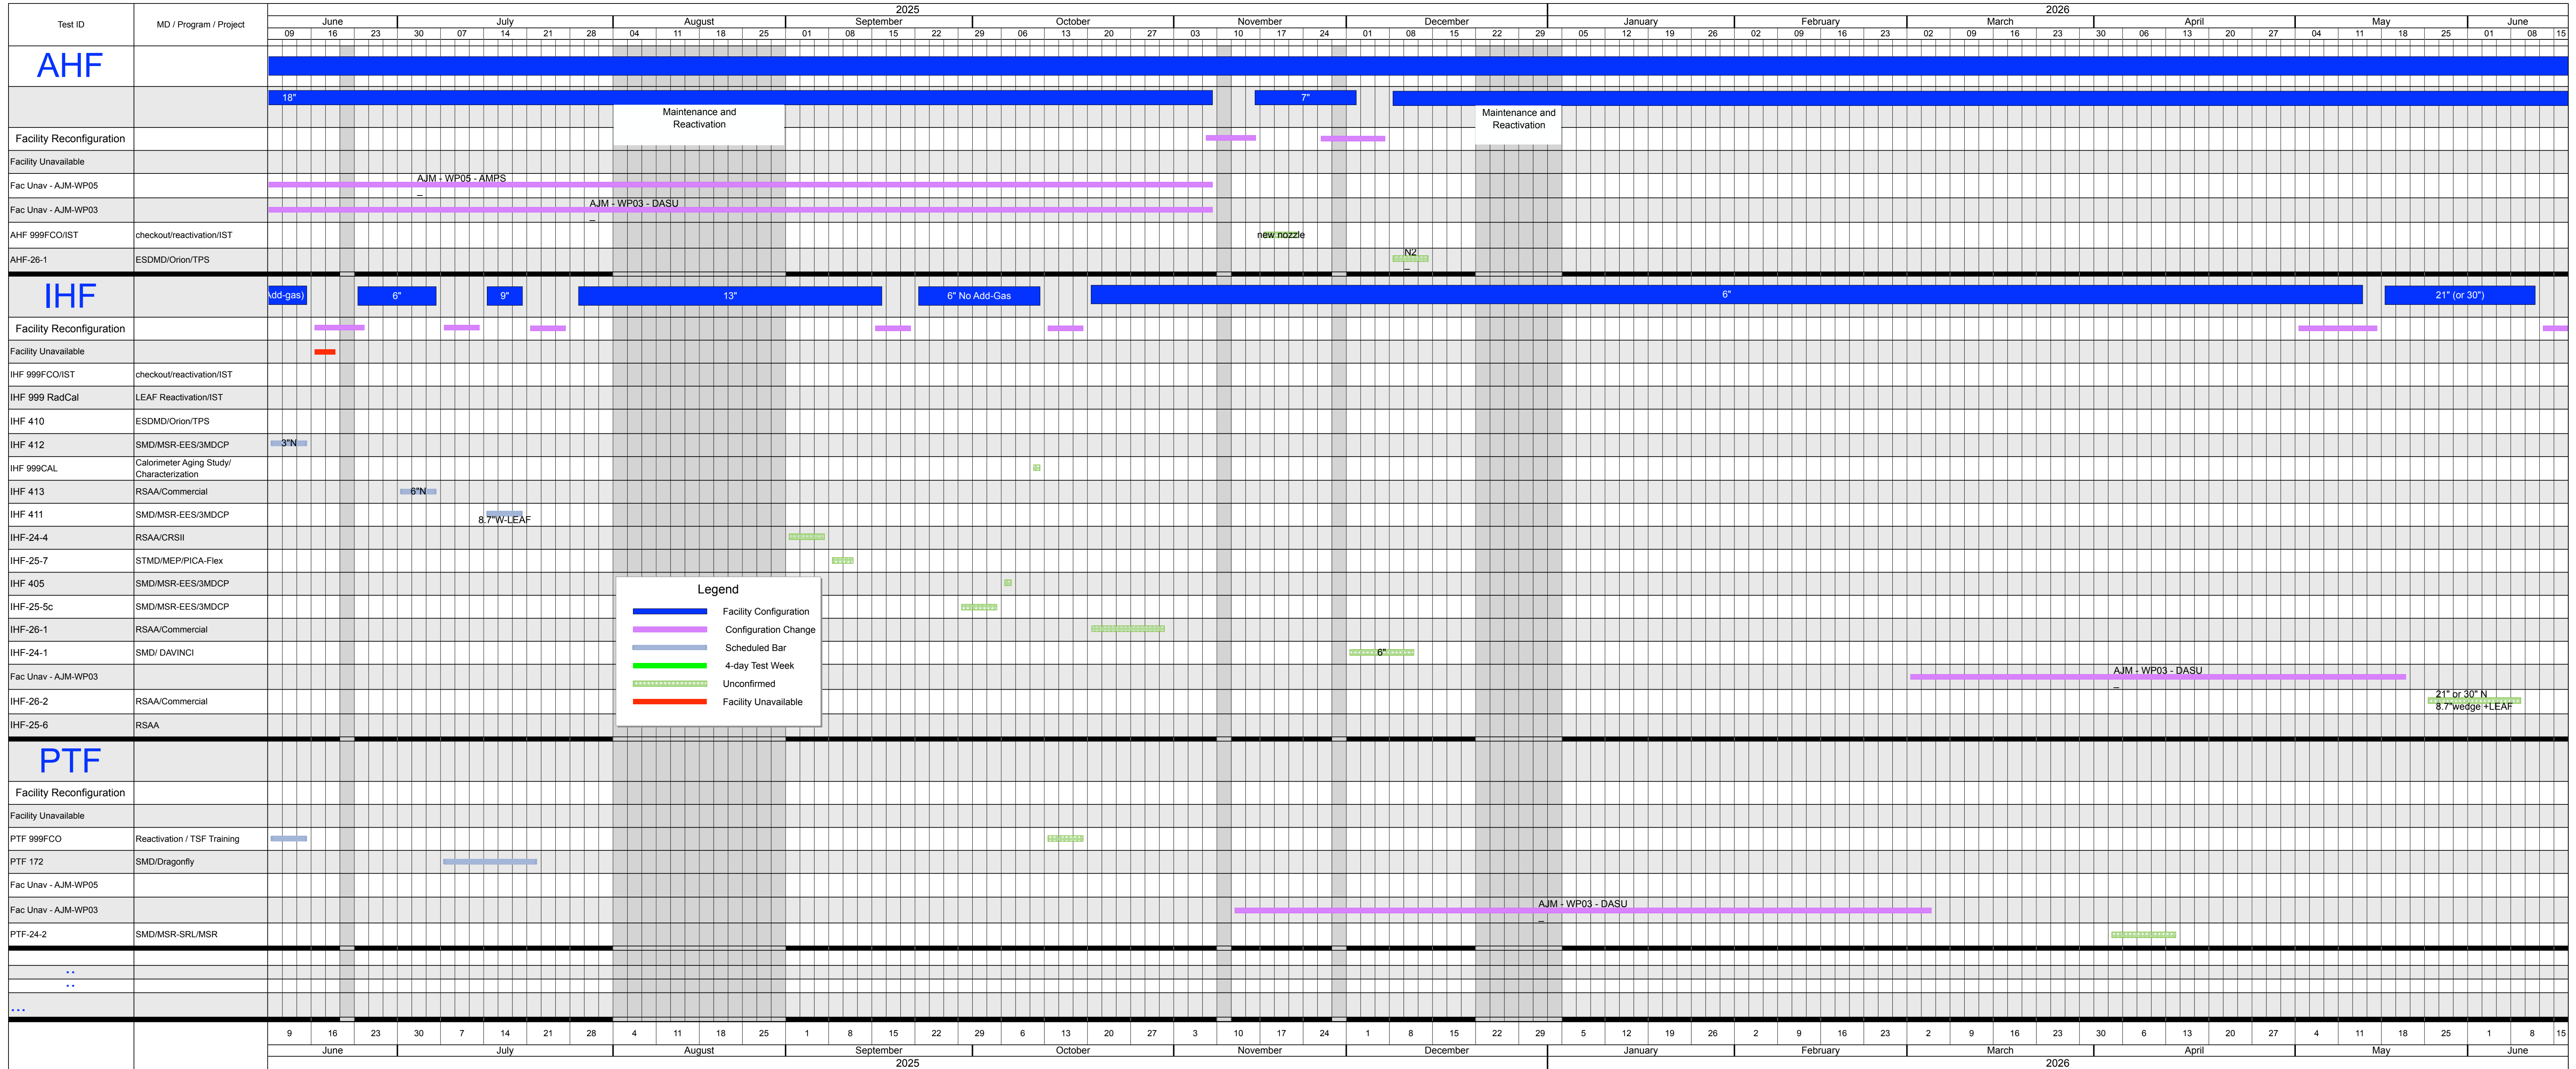 Test ID
MD / Program / Project
2025
2026
June July August September October November December January February March April May June
09 16 23 30 07 14 21 28 04 11 18 25 01 08 15 22 29 06 13 20 27 03 10 17 24 01 08 15 22 29 05 12 19 26 02 09 16 23 02 09 16 23 30 06 13 20 27 04 11 18 25 01 08 15
AHF
18" 7"
Maintenance and
Reactivation
Maintenance and
Reactivation
Facility Reconfiguration
Facility Unavailable
Fac Unav - AJM-WP05 AJM - WP05 - AMPS
Fac Unav - AJM-WP03 AJM - WP03 - DASU
AHF 999FCO/IST checkout/reactivation/IST new nozzle
AHF-26-1 ESDMD/Orion/TPS N2
IHF
Add-gas) 6" 9" 13" 6" No Add-Gas 6" 21" (or 30")
Facility Reconfiguration
Facility Unavailable
IHF 999FCO/IST checkout/reactivation/IST
IHF 999 RadCal LEAF Reactivation/IST
IHF 410 ESDMD/Orion/TPS
IHF 412 SMD/MSR-EES/3MDCP 3"N
IHF 999CAL Calorimeter Aging Study/
Characterization
IHF 413 RSAA/Commercial 6"N
IHF 411 SMD/MSR-EES/3MDCP 8.7"W-LEAF
IHF-24-4 RSAA/CRSII
IHF-25-7 STMD/MEP/PICA-Flex
IHF 405 SMD/MSR-EES/3MDCP
IHF-25-5c SMD/MSR-EES/3MDCP
IHF-26-1 RSAA/Commercial
IHF-24-1 SMD/ DAVINCI 6"
Fac Unav - AJM-WP03 AJM - WP03 - DASU
IHF-26-2 RSAA/Commercial 21" or 30" N
8.7"wedge +LEAF
IHF-25-6 RSAA
Legend
Facility Configuration
Configuration Change
Scheduled Bar
4-day Test Week
Unconfirmed
Facility Unavailable
PTF
Facility Reconfiguration
Facility Unavailable
PTF 999FCO Reactivation / TSF Training
PTF 172 SMD/Dragonfly
Fac Unav - AJM-WP05
Fac Unav - AJM-WP03 AJM - WP03 - DASU
PTF-24-2 SMD/MSR-SRL/MSR
..
..
...
9 16 23 30 7 14 21 28 4 11 18 25 1 8 15 22 29 6 13 20 27 3 10 17 24 1 8 15 22 29 5 12 19 26 2 9 16 23 2 9 16 23 30 6 13 20 27 4 11 18 25 1 8 15
June July August September October November December January February March April May June
2025
2026